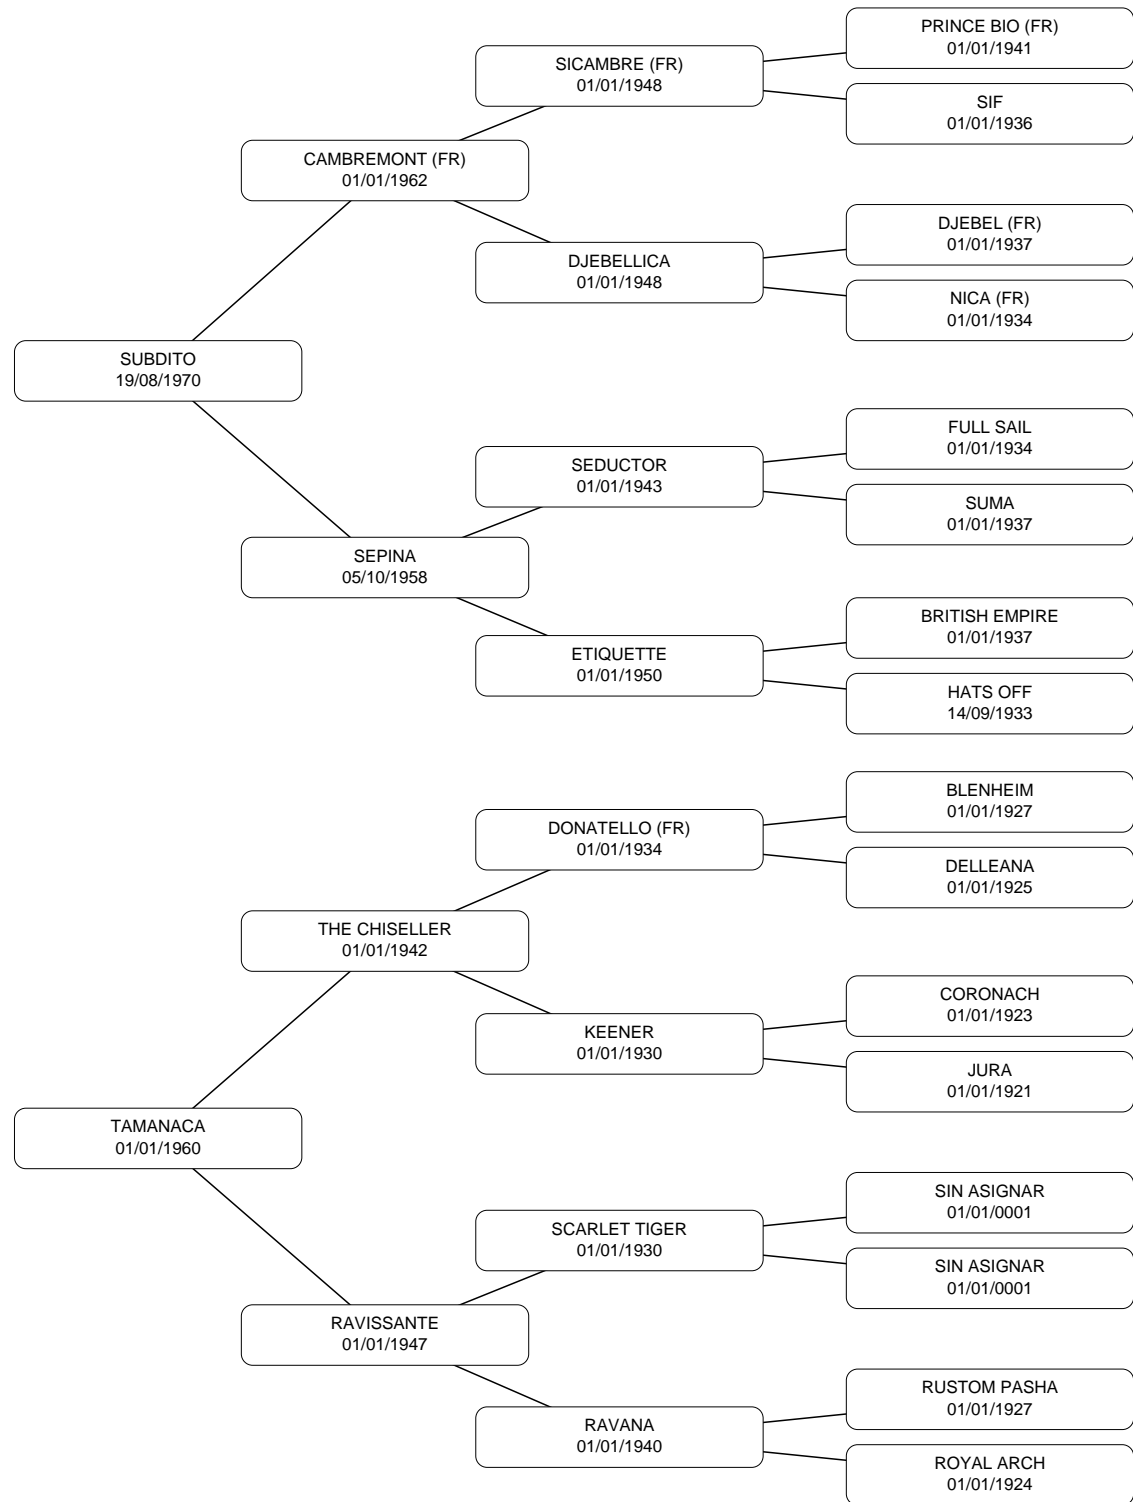 PRINCE BIO (FR)
01/01/1941
SICAMBRE (FR)
01/01/1948
SIF
01/01/1936
CAMBREMONT (FR)
01/01/1962
DJEBEL (FR)
01/01/1937
DJEBELLICA
01/01/1948
NICA (FR)
01/01/1934
SUBDITO
19/08/1970
FULL SAIL
01/01/1934
SEDUCTOR
01/01/1943
SUMA
01/01/1937
SEPINA
05/10/1958
BRITISH EMPIRE
01/01/1937
ETIQUETTE
01/01/1950
HATS OFF
14/09/1933
BLENHEIM
01/01/1927
DONATELLO (FR)
01/01/1934
DELLEANA
01/01/1925
THE CHISELLER
01/01/1942
CORONACH
01/01/1923
KEENER
01/01/1930
JURA
01/01/1921
TAMANACA
01/01/1960
SIN ASIGNAR
01/01/0001
SCARLET TIGER
01/01/1930
SIN ASIGNAR
01/01/0001
RAVISSANTE
01/01/1947
RUSTOM PASHA
01/01/1927
RAVANA
01/01/1940
ROYAL ARCH
01/01/1924